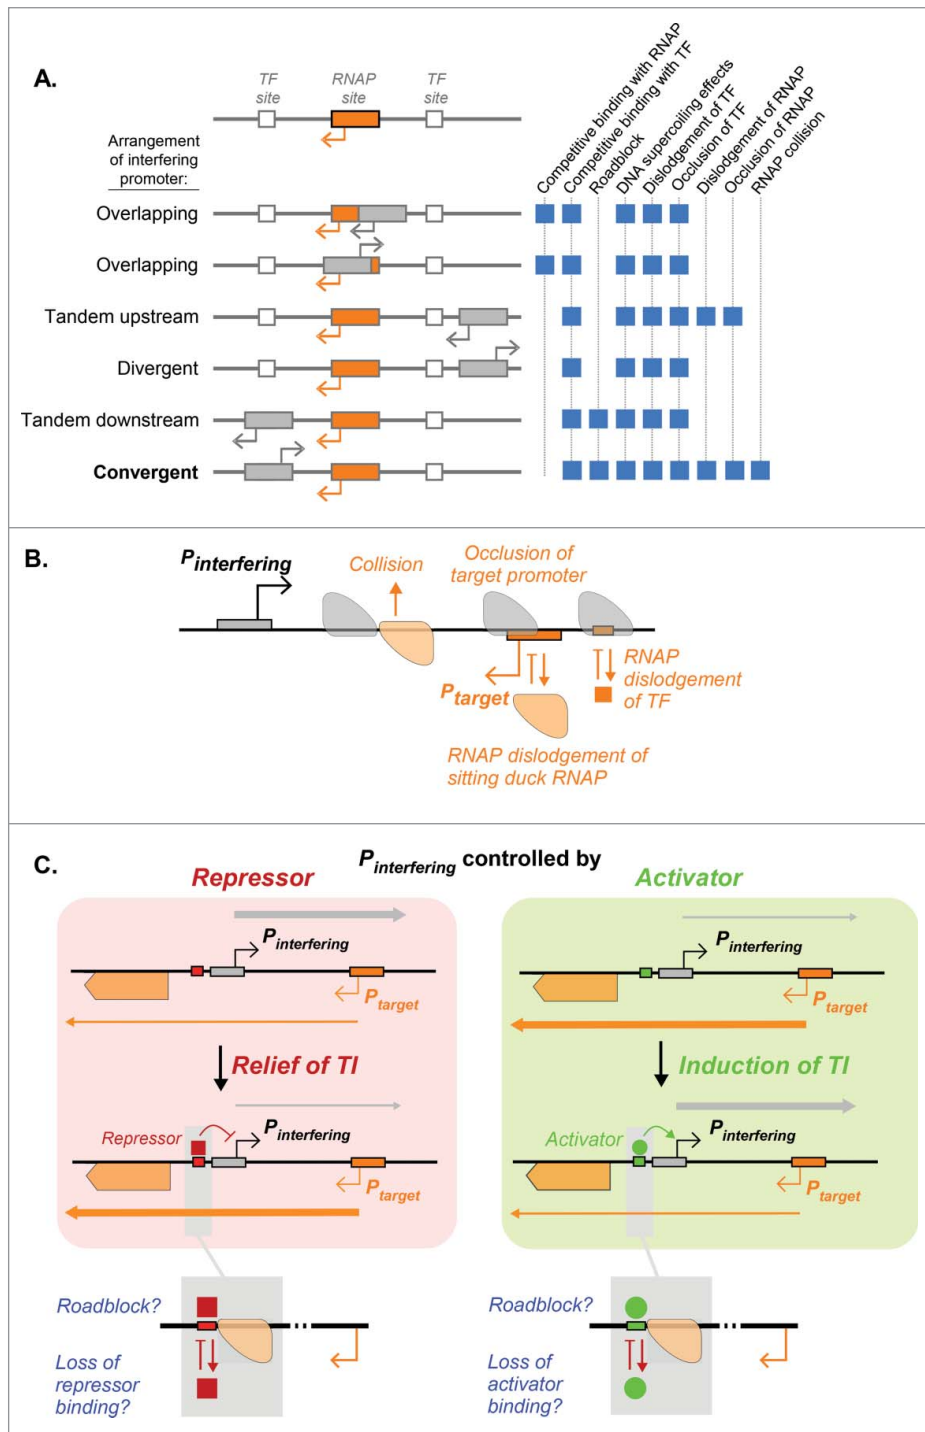 A.
TF
site
RNAP
site
TF
site
Competitive binding with RNAP
Competitive binding with TF
Roadblock
DNA supercoiling effects
Dislodgement of TF
Occlusion of TF
Dislodgement of RNAP
Occlusion of RNAP
RNAP collision
Arrangement
of interfering
promoter:
Overlapping
Overlapping
Tandem upstream
Divergent
Tandem downstream
Convergent
B.
Pinterfering
Collision
Occlusion of
target promoter
Ptarget
RNAP
dislodgement
of TF
RNAP dislodgement of
sitting duck RNAP
C.
Pinterfering controlled by
Repressor
Activator
Pinterfering
Ptarget
Relief of TI
Repressor
Pinterfering
Ptarget
Roadblock?
Loss of
repressor
binding?
Pinterfering
Ptarget
Induction of TI
Activator
Pinterfering
Ptarget
Roadblock?
Loss of
activator
binding?